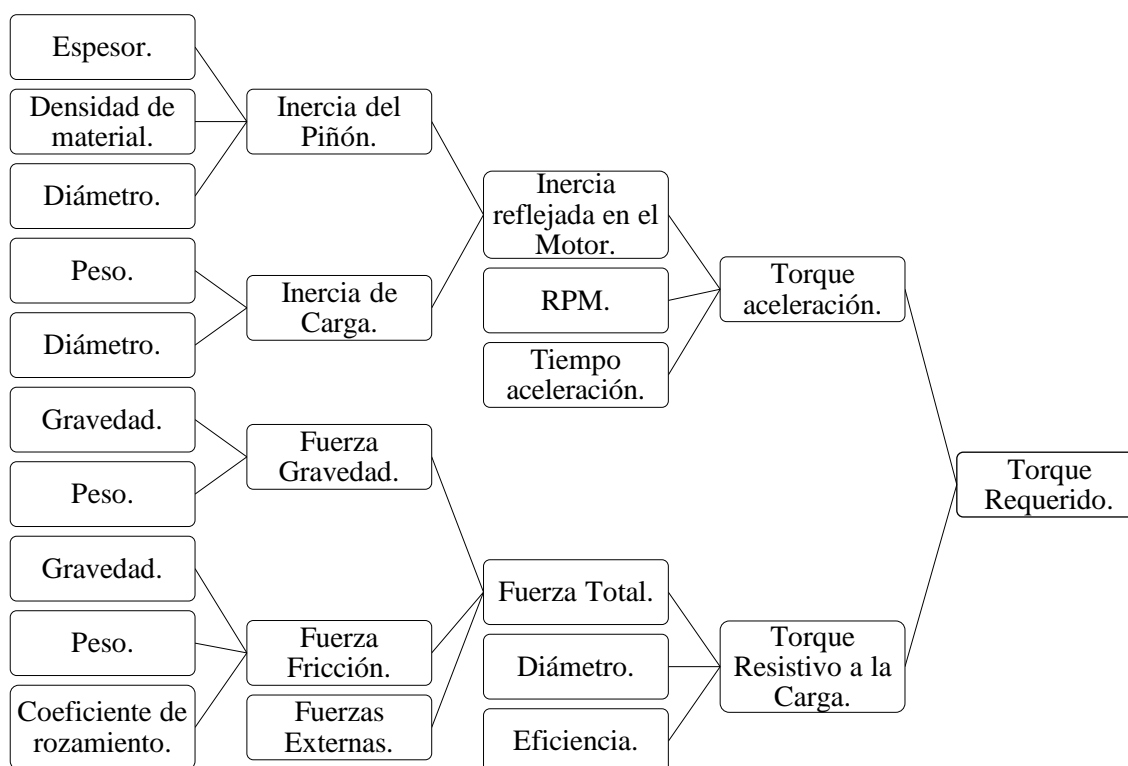 Espesor.
Densidad de
material.
Diámetro.
Peso.
Diámetro.
Gravedad.
Peso.
Gravedad.
Peso.
Coeficiente de
rozamiento.
Inercia del
Piñón.
Inercia de
Carga.
Fuerza
Gravedad.
Fuerza
Fricción.
Fuerzas
Externas.
Inercia
reflejada en el
Motor.
RPM.
Tiempo
aceleración.
Fuerza Total.
Diámetro.
Eficiencia.
Torque
aceleración.
Torque
Resistivo a la
Carga.
Torque
Requerido.